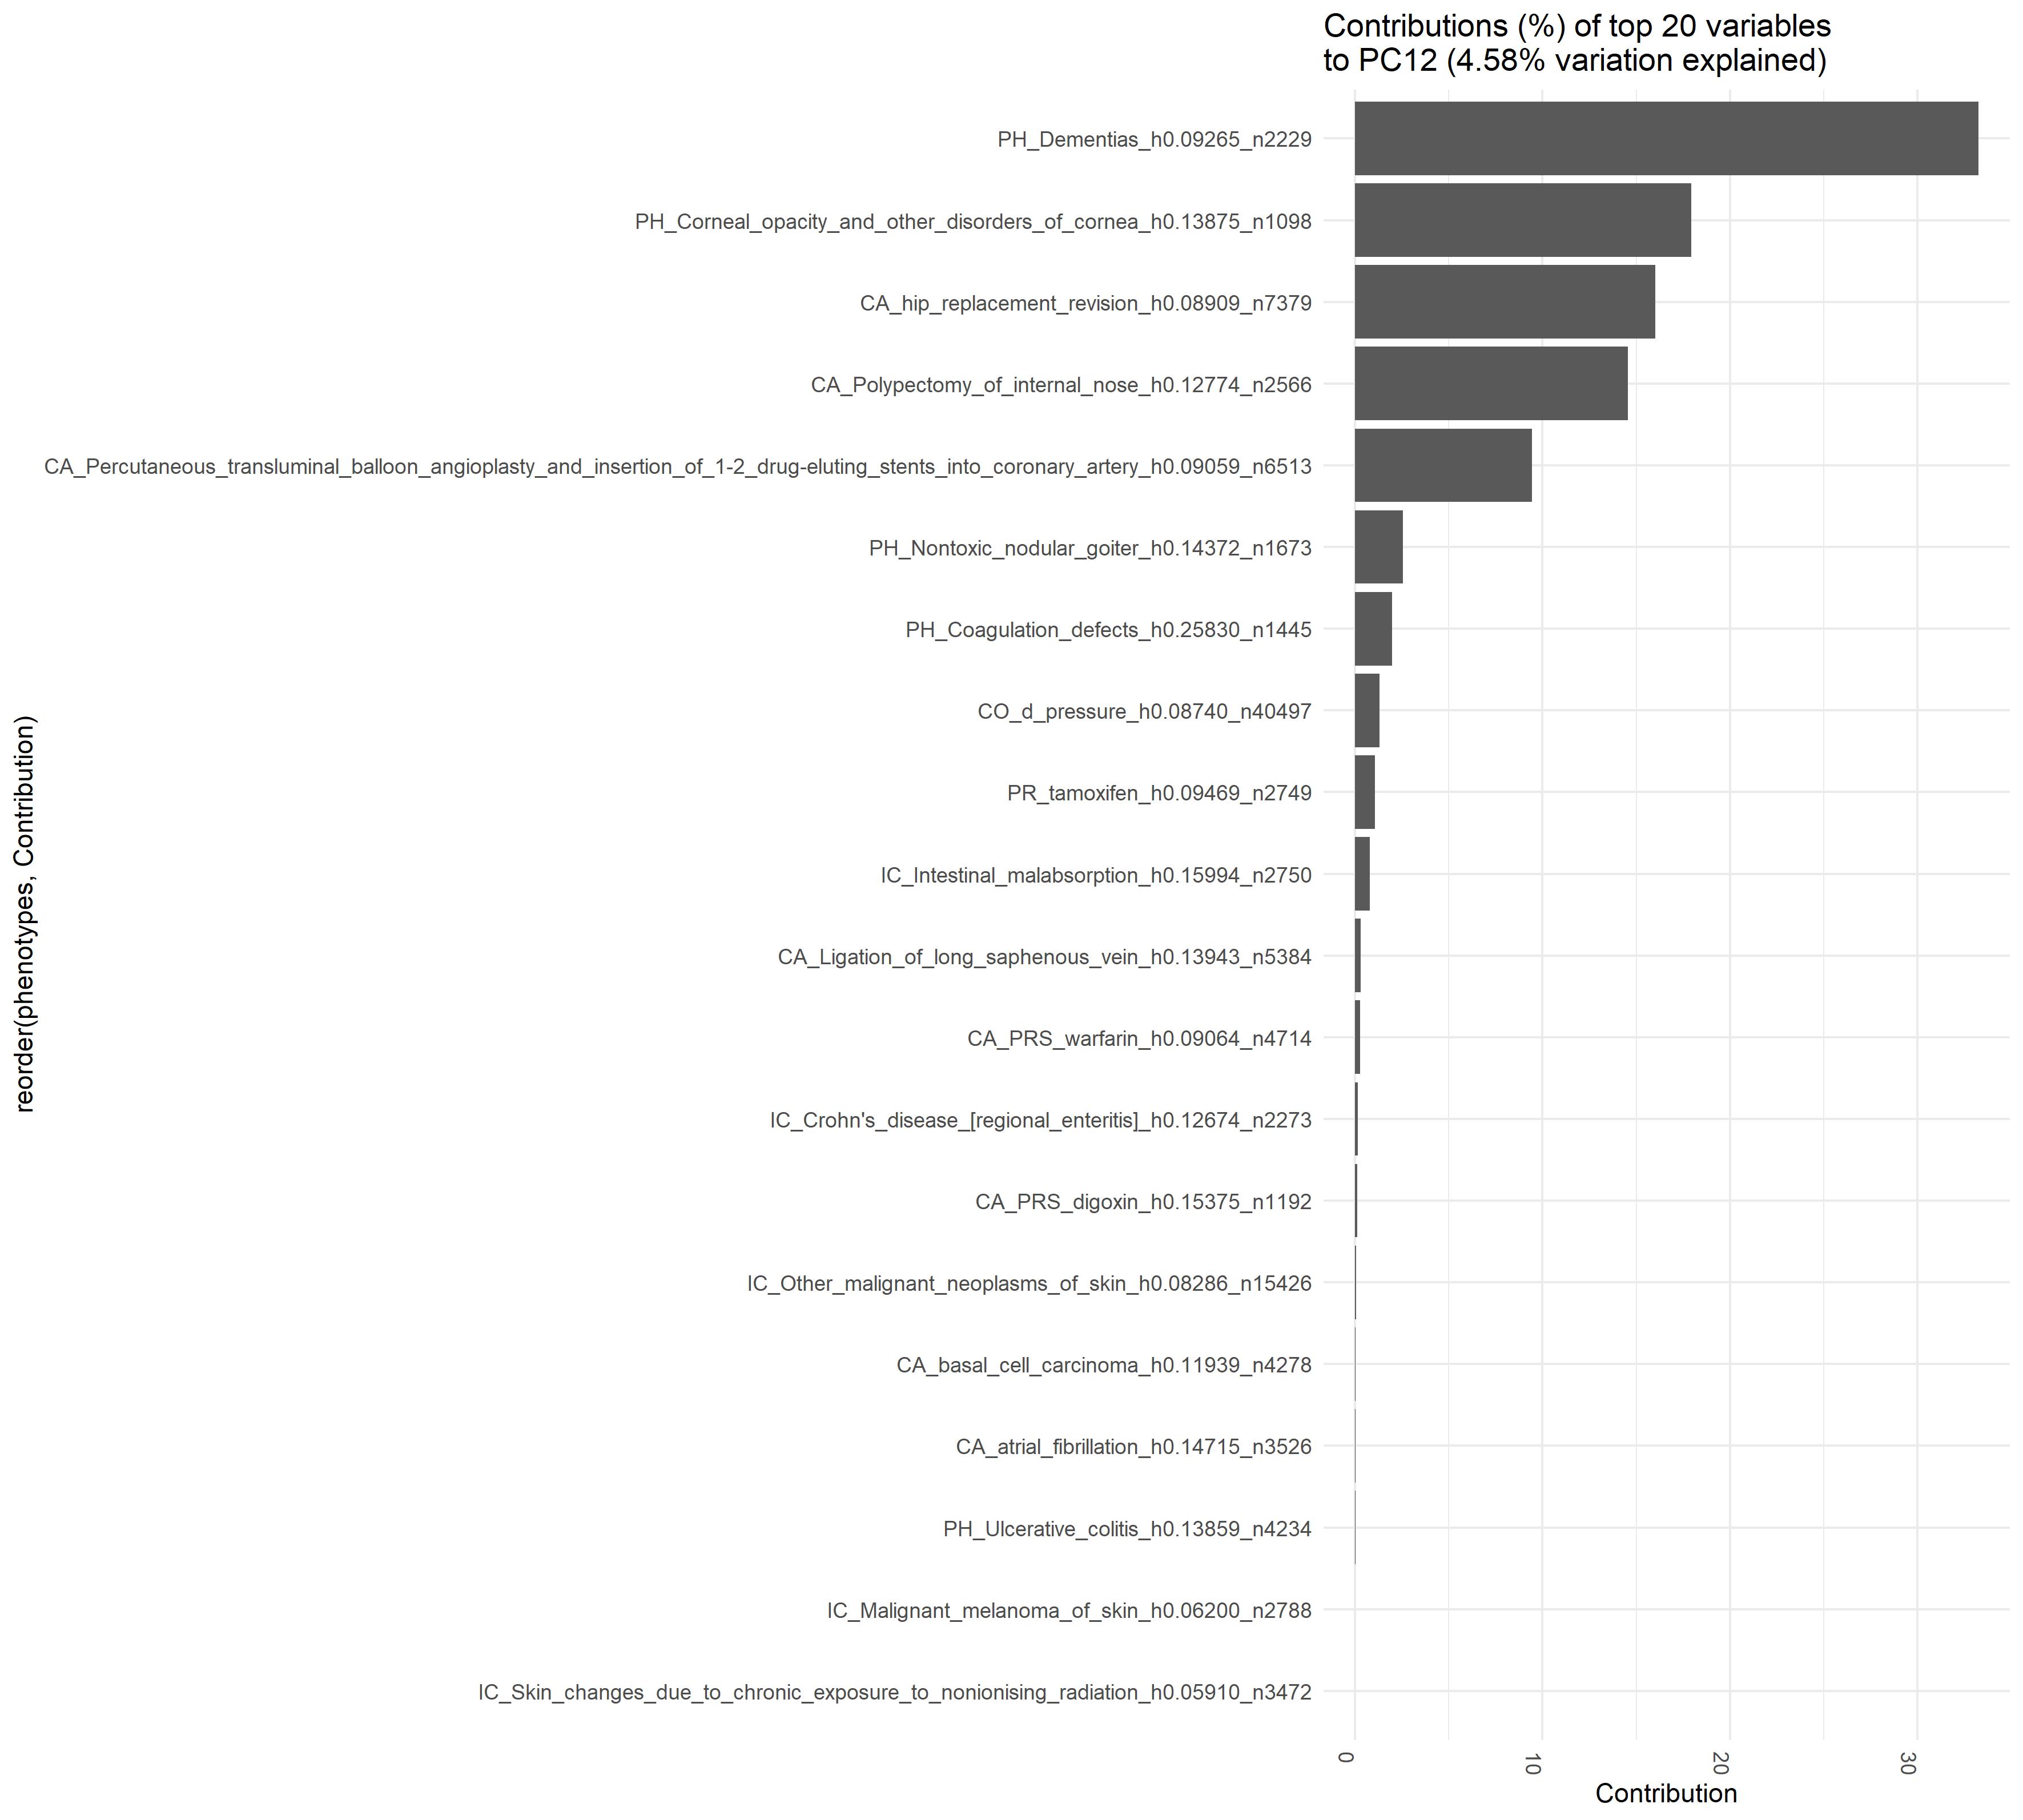 Contributions (%) of top 20 variables
to PC12 (4.58% variation explained)
PH_Dementias_h0.09265_n2229
PH_Corneal_opacity_and_other_disorders_of_cornea_h0.13875_n1098
CA_hip_replacement_revision_h0.08909_n7379
CA_Polypectomy_of_internal_nose_h0.12774_n2566
CA_Percutaneous_transluminal_balloon_angioplasty_and_insertion_of_1-2_drug-eluting_stents_into_coronary_artery_h0.09059_n6513
PH_Nontoxic_nodular_goiter_h0.14372_n1673
PH_Coagulation_defects_h0.25830_n1445
CO_d_pressure_h0.08740_n40497
PR_tamoxifen_h0.09469_n2749
IC_Intestinal_malabsorption_h0.15994_n2750
CA_Ligation_of_long_saphenous_vein_h0.13943_n5384
CA_PRS_warfarin_h0.09064_n4714
IC_Crohn's_disease_[regional_enteritis]_h0.12674_n2273
CA_PRS_digoxin_h0.15375_n1192
IC_Other_malignant_neoplasms_of_skin_h0.08286_n15426
CA_basal_cell_carcinoma_h0.11939_n4278
CA_atrial_fibrillation_h0.14715_n3526
PH_Ulcerative_colitis_h0.13859_n4234
IC_Malignant_melanoma_of_skin_h0.06200_n2788
IC_Skin_changes_due_to_chronic_exposure_to_nonionising_radiation_h0.05910_n3472
reorder(phenotypes, Contribution)
0
10
20
30
Contribution